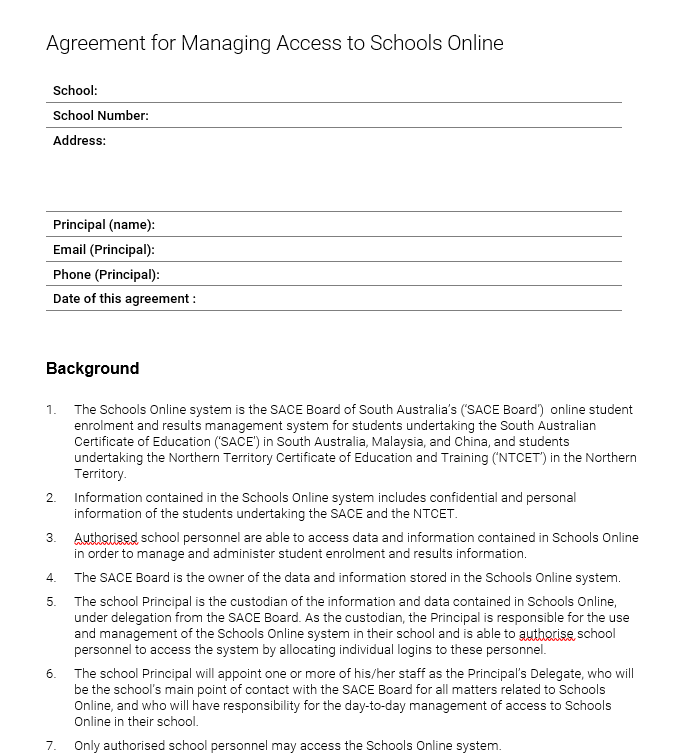 Agreement for Managing Access to Schools Online
School:
School Number:
Address:
Principal (name):
Email (Principal):
Phone (Principal):
Date of this agreement :
Background
1. The Schools Online system is the SACE Board of South Australia’s (‘SACE Board’)  online student
enrolment and results management system for students undertaking the South Australian
Certificate of Education (‘SACE’) in South Australia, Malaysia, and China, and students
undertaking the Northern Territory Certificate of Education and Training (‘NTCET’) in the Northern
Territory.
2. Information contained in the Schools Online system includes confidential and personal
information of the students undertaking the SACE and the NTCET.
3. Authorised school personnel are able to access data and information contained in Schools Online
in order to manage and administer student enrolment and results information.
4. The SACE Board is the owner of the data and information stored in the Schools Online system.
5. The school Principal is the custodian of the information and data contained in Schools Online,
under delegation from the SACE Board. As the custodian, the Principal is responsible for the use
and management of the Schools Online system in their school and is able to authorise school
personnel to access the system by allocating individual logins to these personnel.
6. The school Principal will appoint one or more of his/her staff as the Principal’s Delegate, who will
be the school’s main point of contact with the SACE Board for all matters related to Schools
Online, and who will have responsibility for the day-to-day management of access to Schools
Online in their school.
7. Only authorised school personnel may access the Schools Online system.